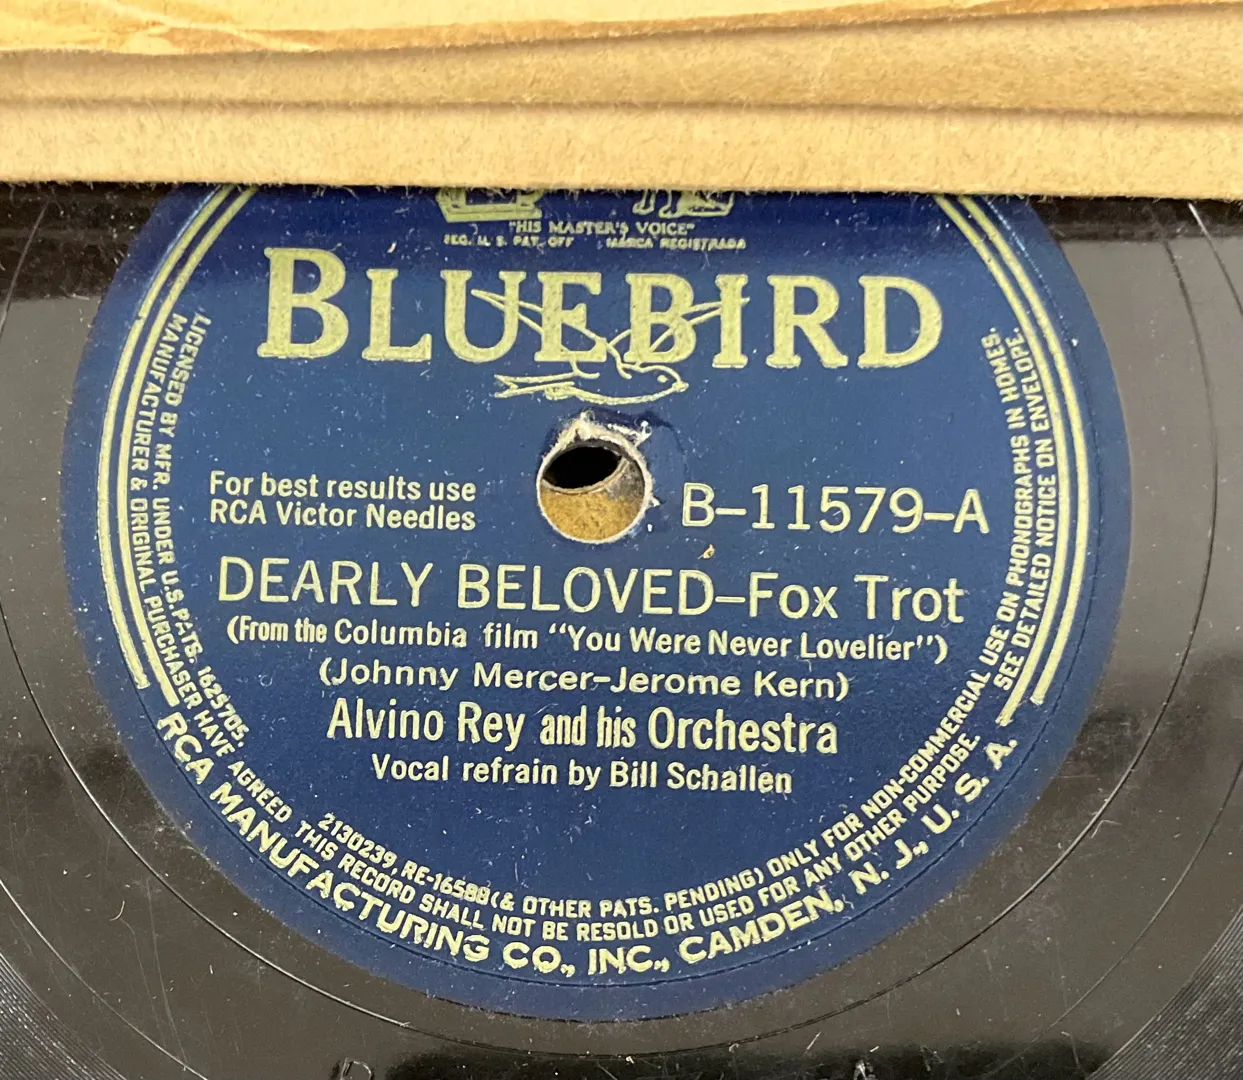 "HIS MASTER'S VOICE"
REG. U. S. PAT. OFF. MARCA REGISTRADA
BLUEBIRD
For best results use
RCA Victor Needles
B-11579-A
DEARLY BELOVED-Fox Trot
(From the Columbia film "You Were Never Lovelier")
(Johnny Mercer-Jerome Kern)
Alvino Rey and his Orchestra
Vocal refrain by Bill Schallen
LICENSED BY MFR. UNDER U.S.PATS. 1625705,
2130239, RE-16588 (& OTHER PATS. PENDING) ONLY FOR NON-COMMERCIAL USE ON PHONOGRAPHS IN HOMES.
MANUFACTURER & ORIGINAL PURCHASER HAVE AGREED THIS RECORD SHALL NOT BE RESOLD OR USED FOR ANY OTHER PURPOSE. SEE DETAILED NOTICE ON ENVELOPE.
RCA MANUFACTURING CO., INC., CAMDEN, N. J., U. S. A.